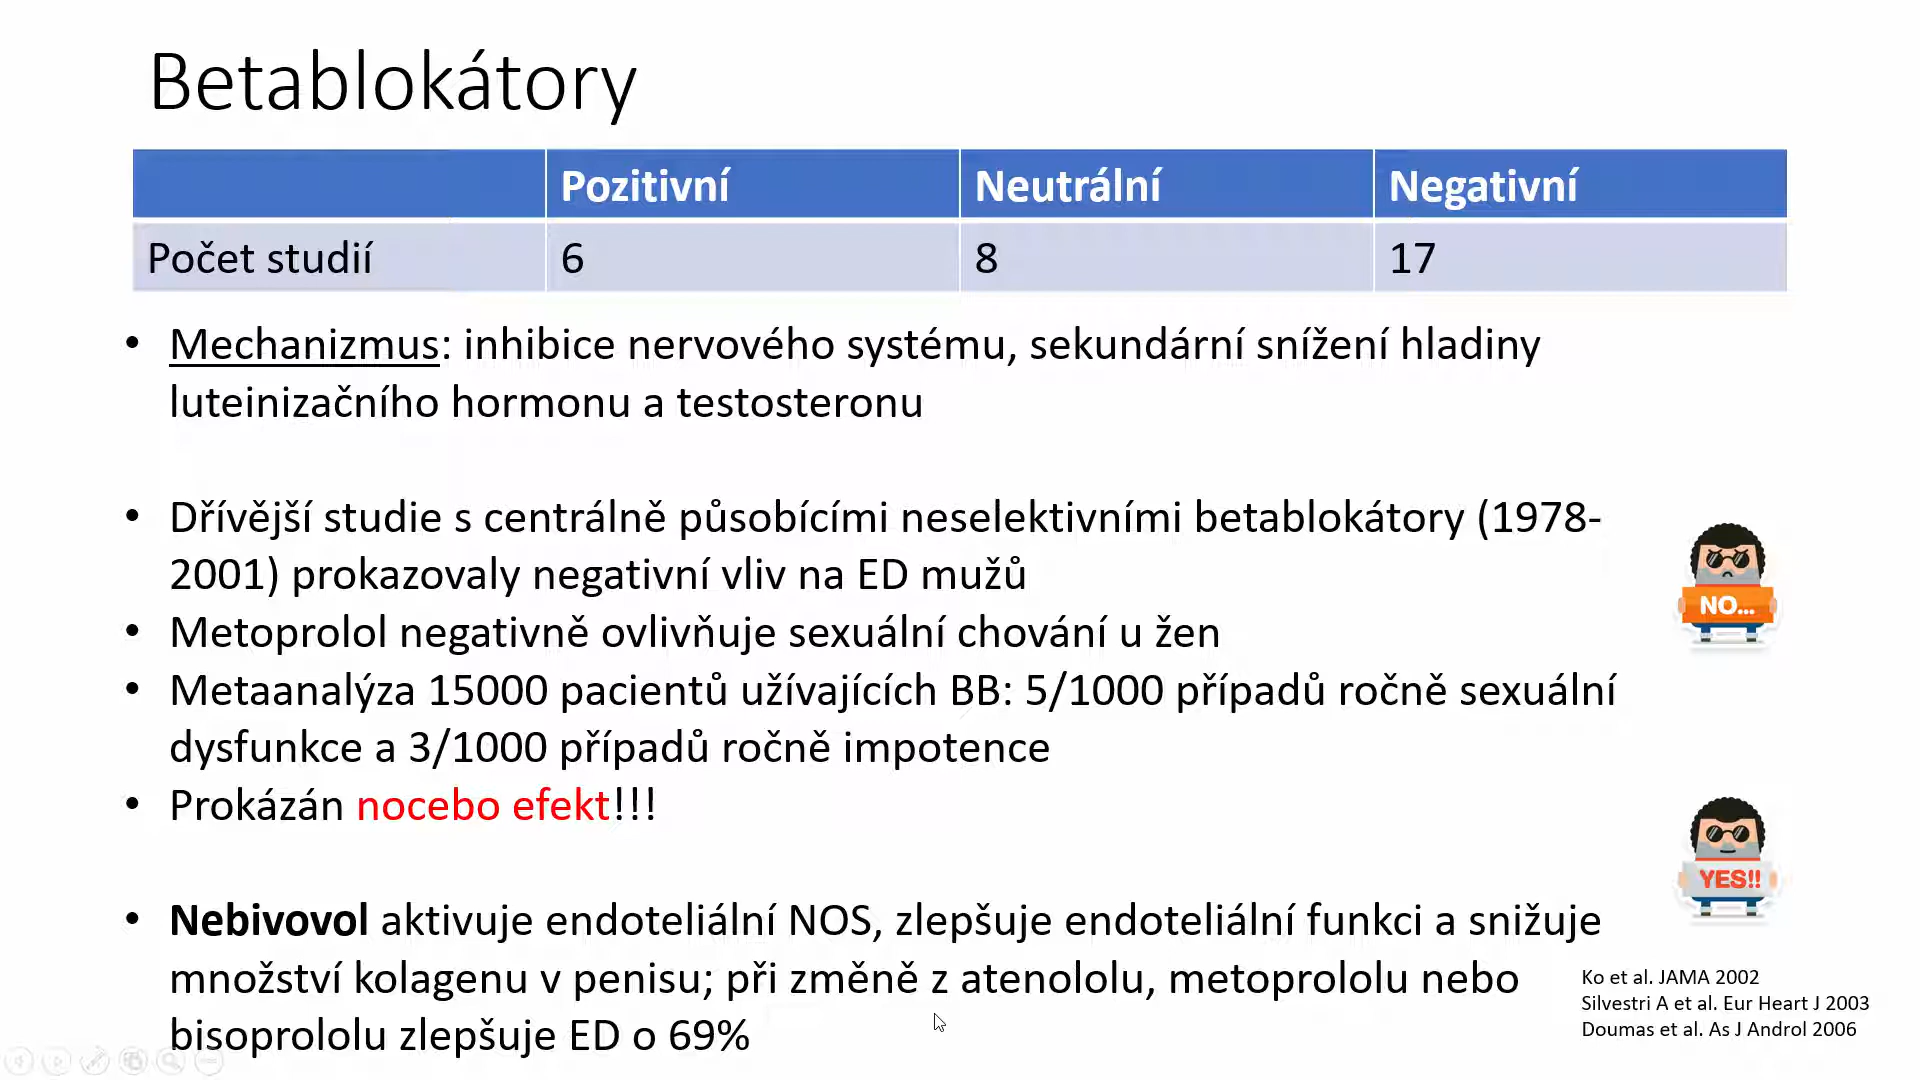 Betablokátory
Pozitivní Neutrální Negativní
Počet studií 6 8 17
• Mechanizmus: inhibice nervového systému, sekundární snížení hladiny
luteinizačního hormonu a testosteronu
• Dřívější studie s centrálně působícími neselektivními betablokátory (1978-
2001) prokazovaly negativní vliv na ED mužů
• Metoprolol negativně ovlivňuje sexuální chování u žen
• Metaanalýza 15000 pacientů užívajících BB: 5/1000 případů ročně sexuální
dysfunkce a 3/1000 případů ročně impotence
• Prokázán nocebo efekt!!!
• Nebivovol aktivuje endoteliální NOS, zlepšuje endoteliální funkci a snižuje
množství kolagenu v penisu; při změně z atenololu, metoprololu nebo
bisoprololu zlepšuje ED o 69%
NO...
YES!!
Ko et al. JAMA 2002
Silvestri A et al. Eur Heart J 2003
Doumas et al. As J Androl 2006